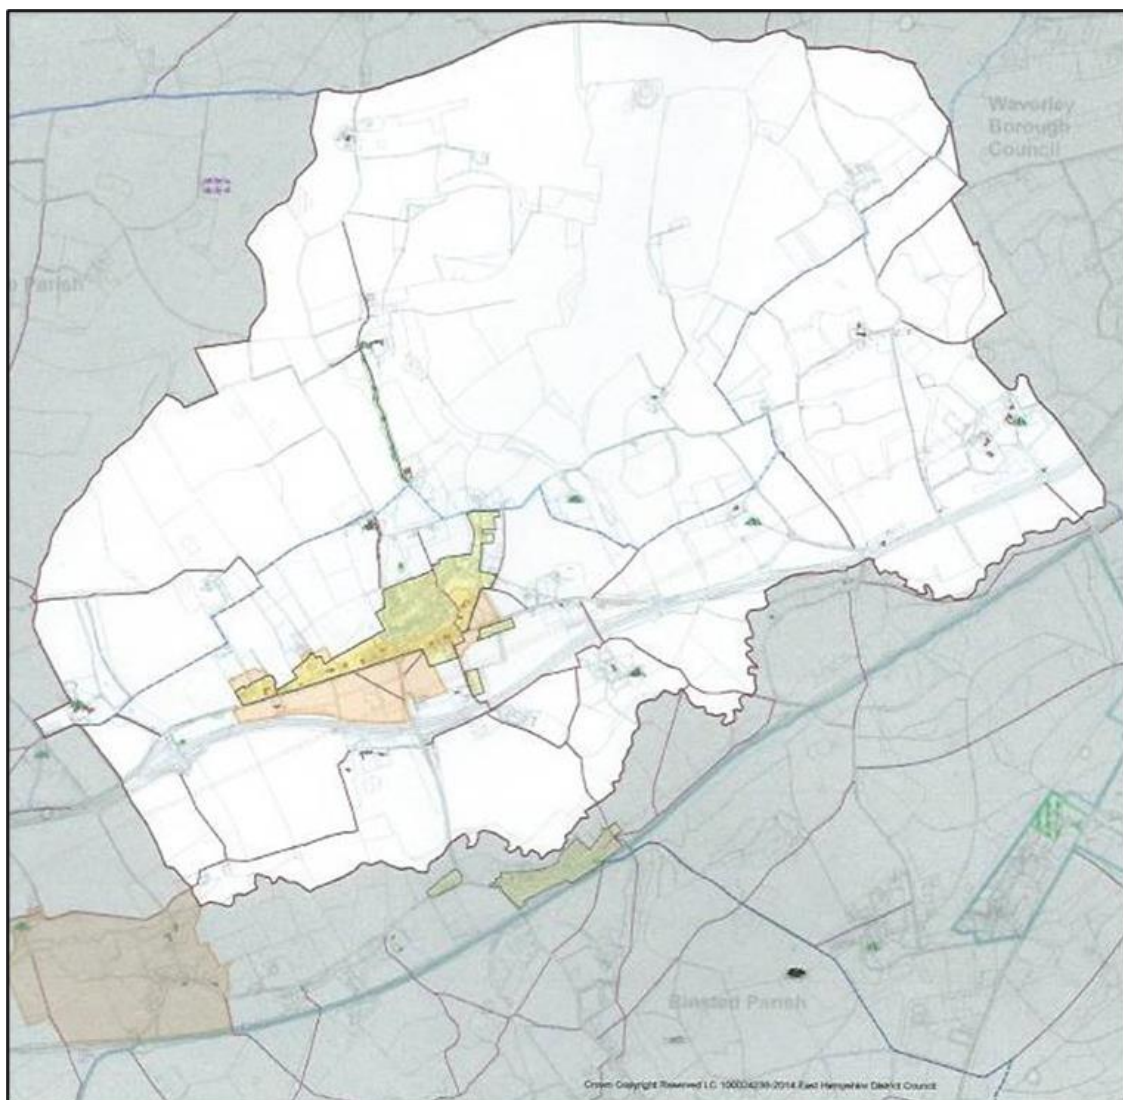 Waverley
Borough
Council
Parish
Binsted Parish
Crown Copyright Reserved LC 100024238 2014 East Hampshire District Council